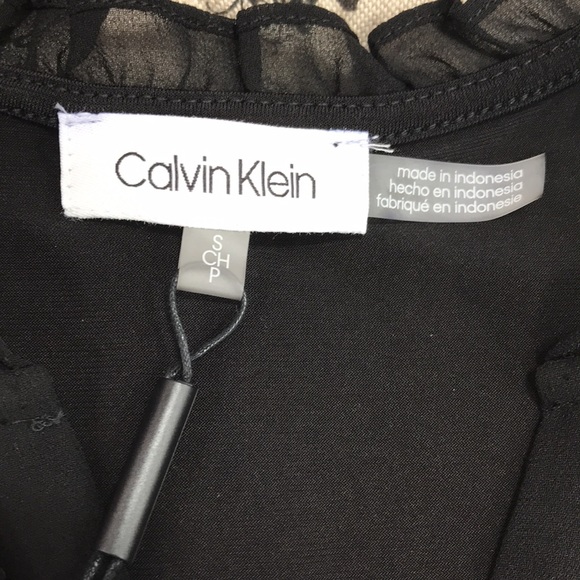 Calvin Klein
made in indonesia
hecho en indonesia
fabriqué en indonesie
S
CH
P